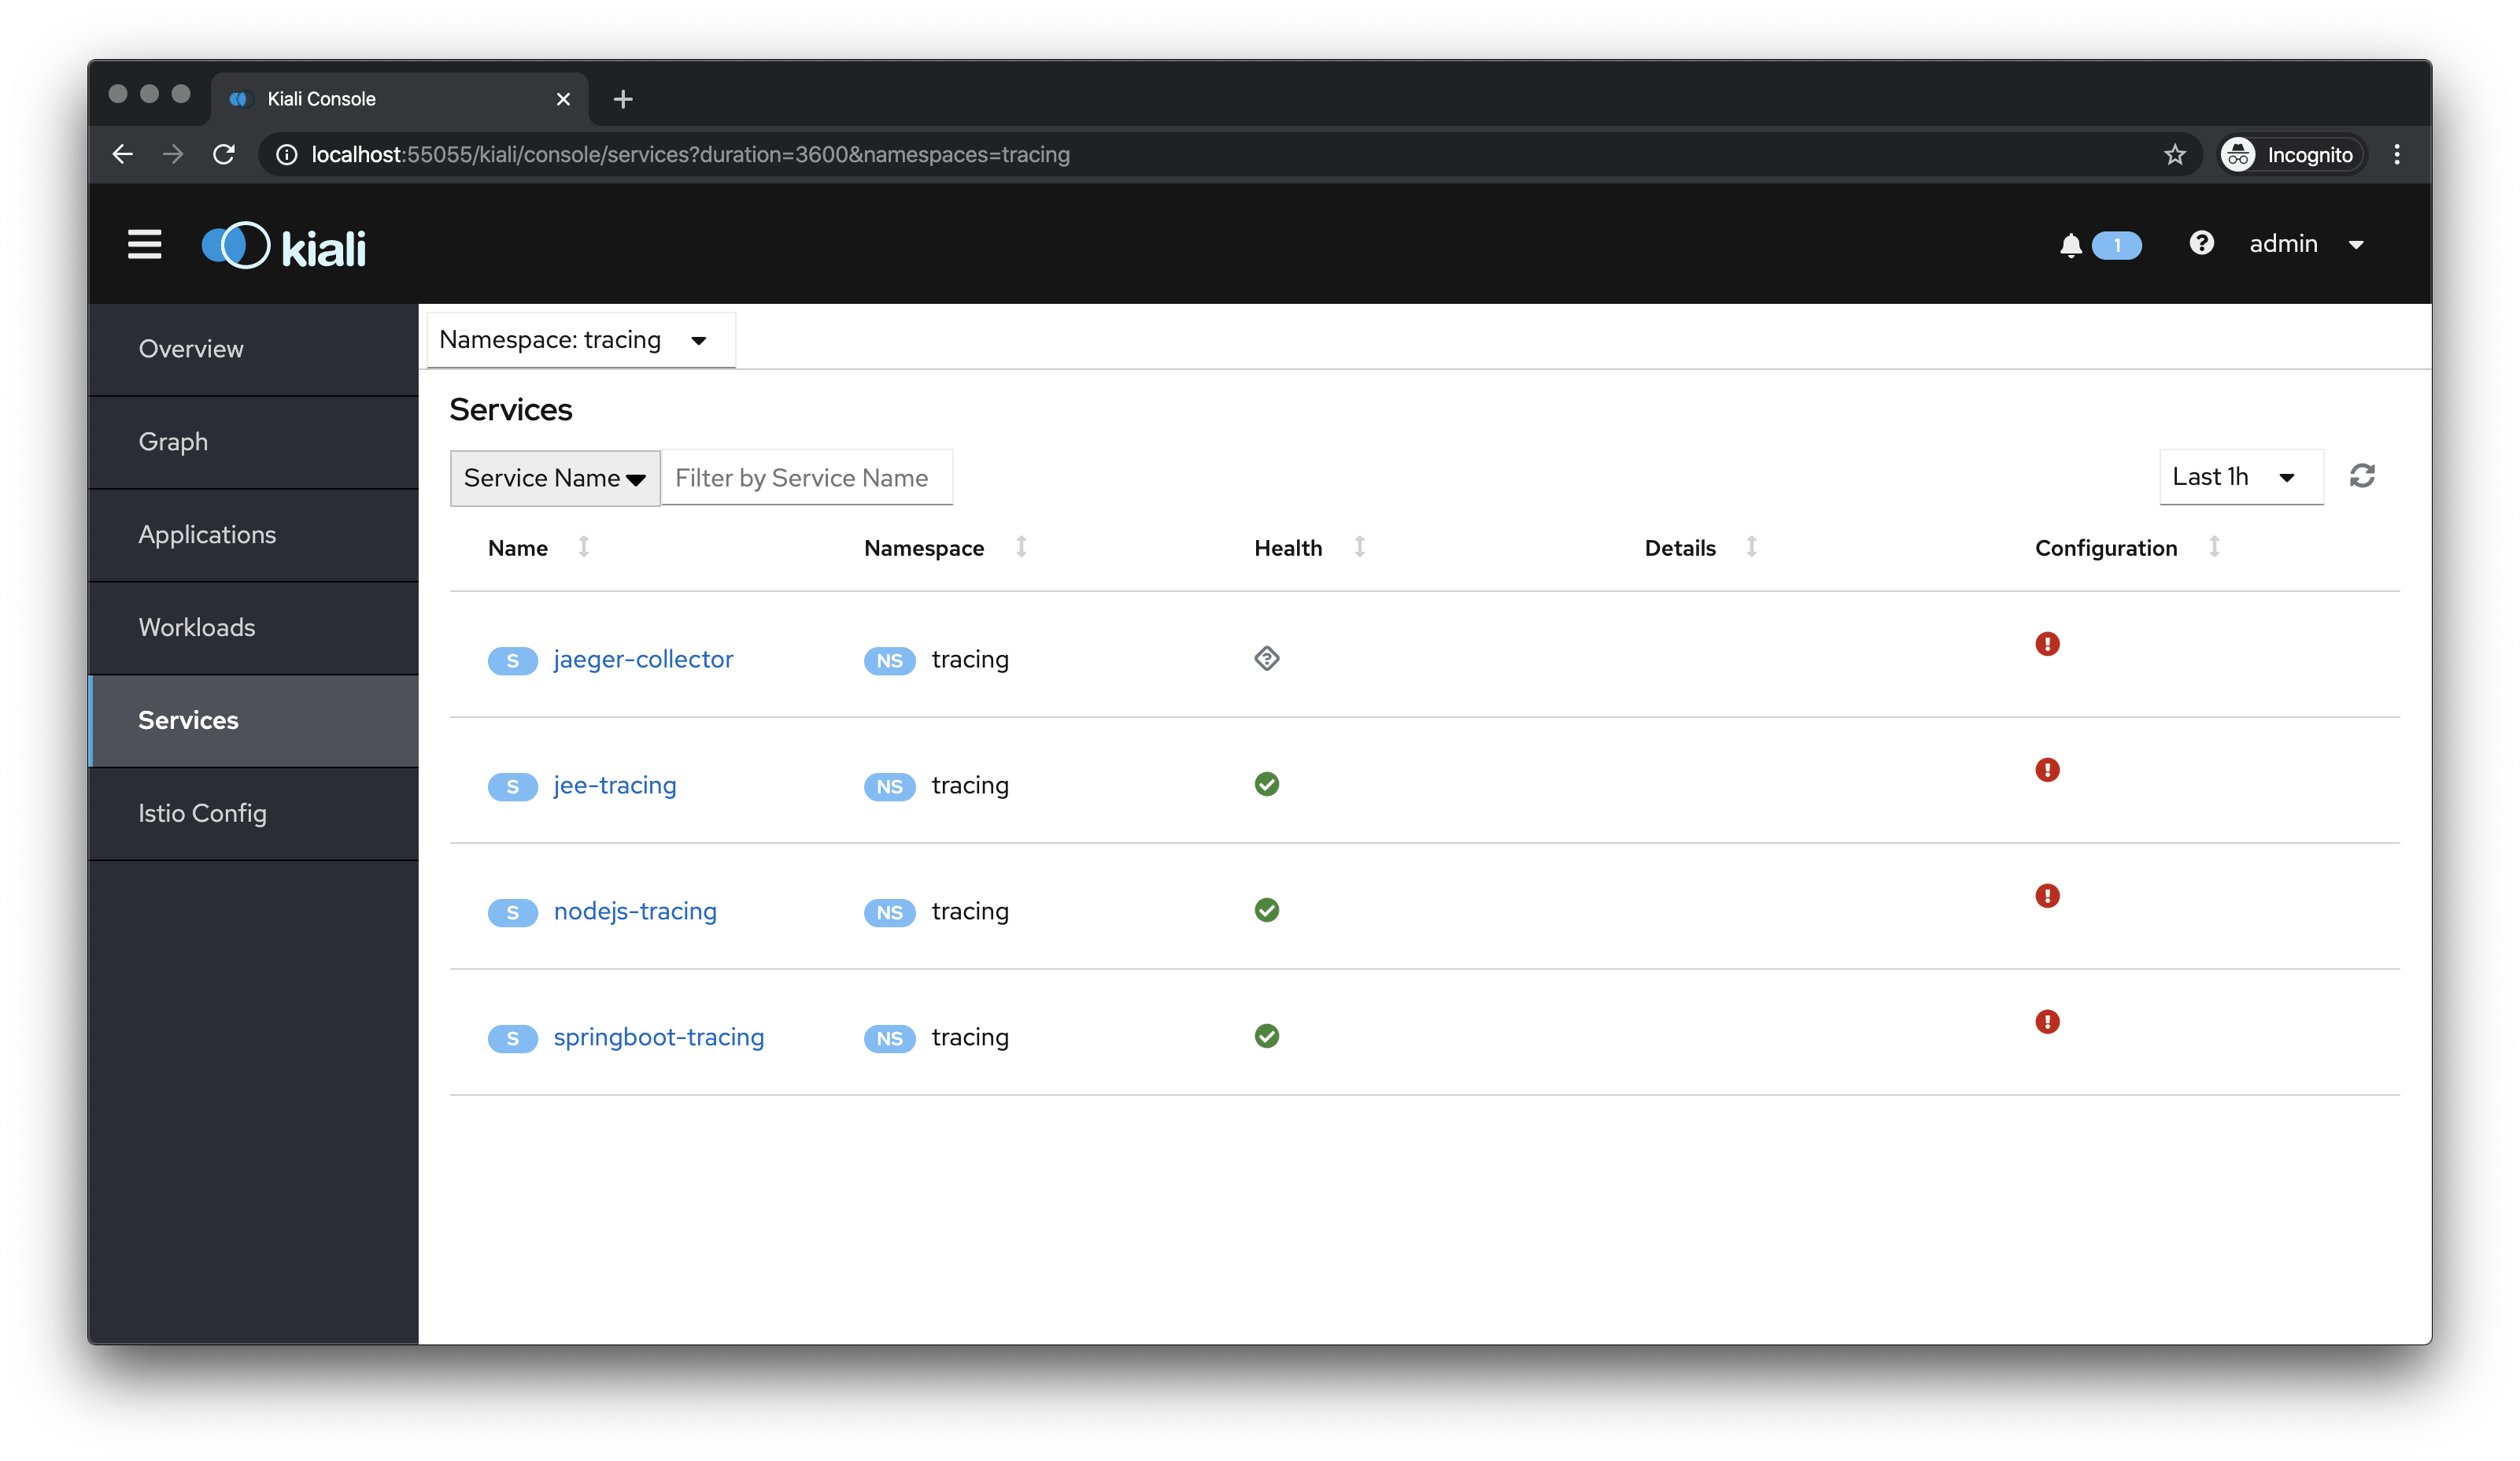 Kiali Console
localhost:55055/kiali/console/services?duration=3600&namespaces=tracing
Incognito
kiali
1
admin
Overview
Graph
Applications
Workloads
Services
Istio Config
Namespace: tracing
Services
Service Name
Filter by Service Name
Last 1h
Name Namespace Health Details Configuration
S jaeger-collector NS tracing
S jee-tracing NS tracing
S nodejs-tracing NS tracing
S springboot-tracing NS tracing